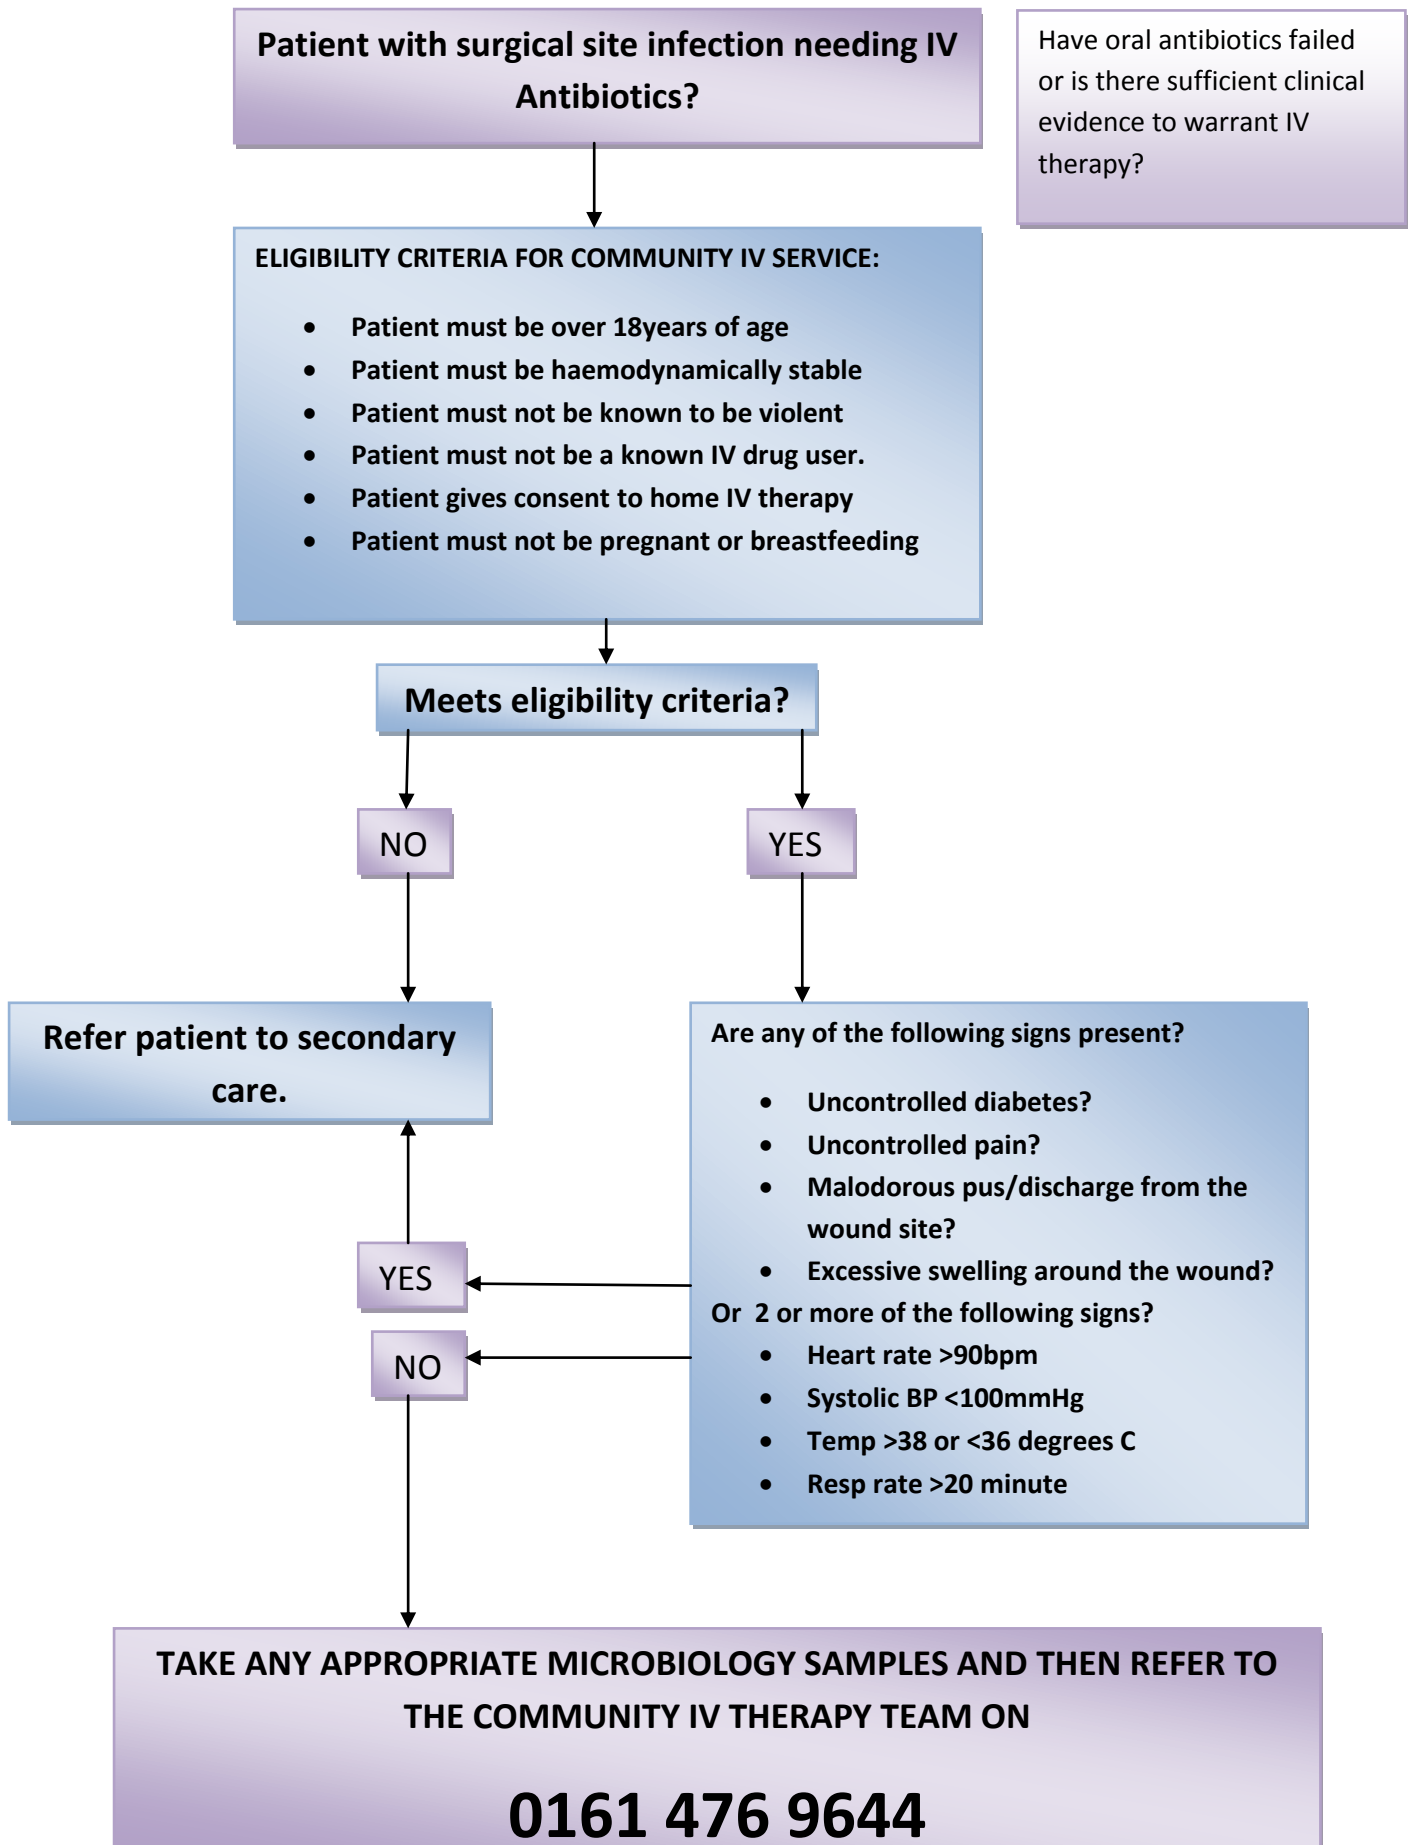 Patient with surgical site infection needing IV
Antibiotics?
Have oral antibiotics failed
or is there sufficient clinical
evidence to warrant IV
therapy?
ELIGIBILITY CRITERIA FOR COMMUNITY IV SERVICE:
• Patient must be over 18years of age
• Patient must be haemodynamically stable
• Patient must not be known to be violent
• Patient must not be a known IV drug user.
• Patient gives consent to home IV therapy
• Patient must not be pregnant or breastfeeding
Meets eligibility criteria?
NO
YES
Refer patient to secondary
care.
Are any of the following signs present?
• Uncontrolled diabetes?
• Uncontrolled pain?
• Malodorous pus/discharge from the
wound site?
• Excessive swelling around the wound?
Or 2 or more of the following signs?
• Heart rate >90bpm
• Systolic BP <100mmHg
• Temp >38 or <36 degrees C
• Resp rate >20 minute
YES
NO
TAKE ANY APPROPRIATE MICROBIOLOGY SAMPLES AND THEN REFER TO
THE COMMUNITY IV THERAPY TEAM ON
0161 476 9644